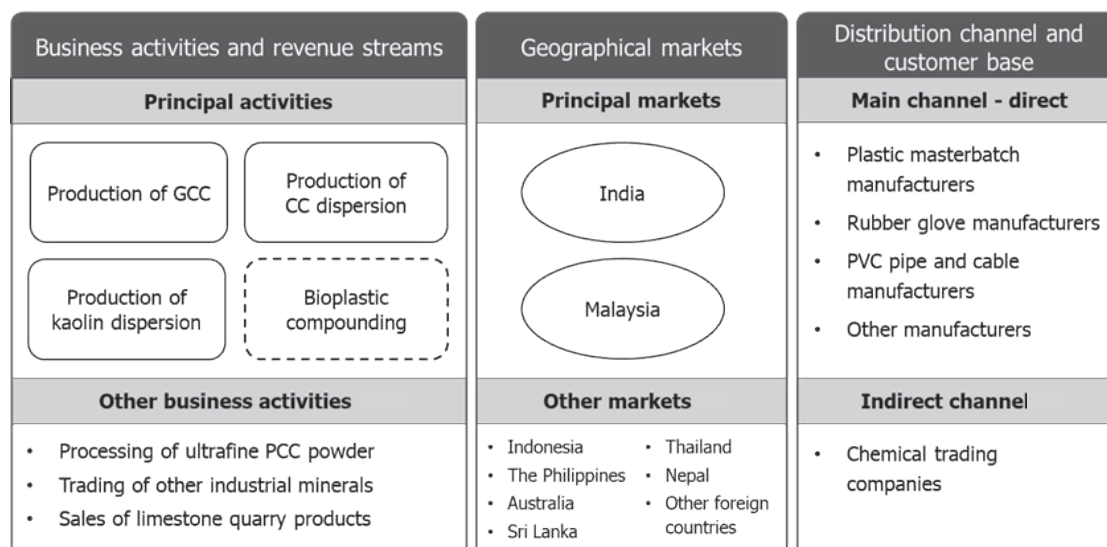 Business activities and revenue streams
Principal activities
Production of GCC
Production of
CC dispersion
Production of
kaolin dispersion
Bioplastic
compounding
Other business activities
• Processing of ultrafine PCC powder
• Trading of other industrial minerals
• Sales of limestone quarry products
Geographical markets
Principal markets
India
Malaysia
Other markets
• Indonesia
• The Philippines
• Australia
• Sri Lanka
• Thailand
• Nepal
• Other foreign
countries
Distribution channel and
customer base
Main channel - direct
• Plastic masterbatch
manufacturers
• Rubber glove manufacturers
• PVC pipe and cable
manufacturers
• Other manufacturers
Indirect channel
• Chemical trading
companies